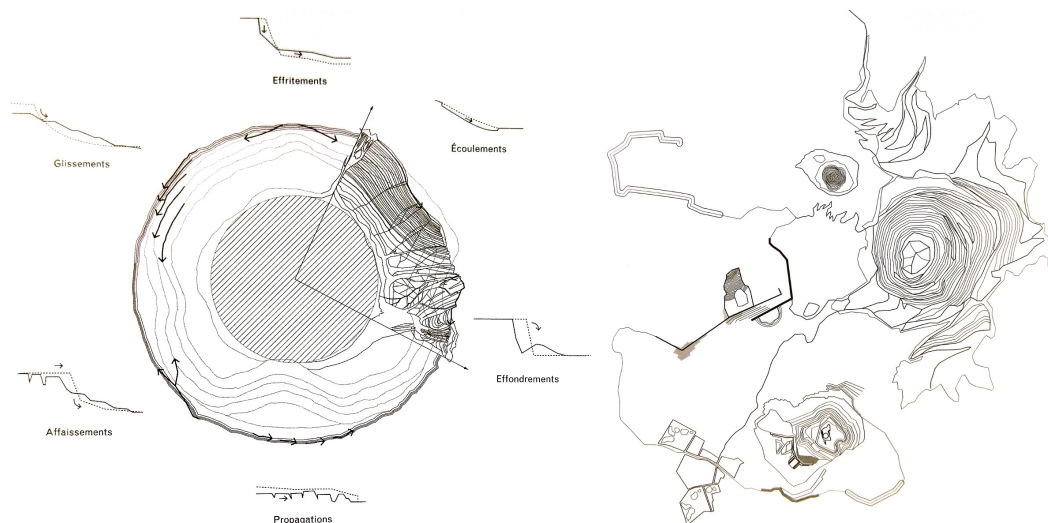 Effritements
Glissements
Écoulements
Effondrements
Affaissements
Propagations